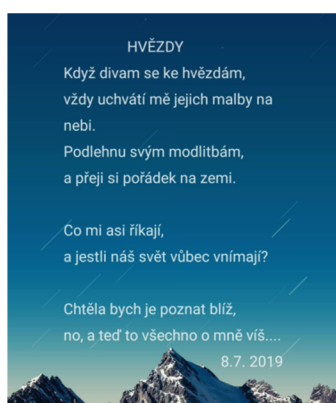 HVĚZDY
Když divam se ke hvězdám,
vždy uchvátí mě jejich malby na
nebi.
Podlehnu svým modlitbám,
a přeji si pořádek na zemi.
Co mi asi říkají,
a jestli náš svět vůbec vnímají?
Chtěla bych je poznat blíž,
no, a teď to všechno o mně víš....
8.7. 2019